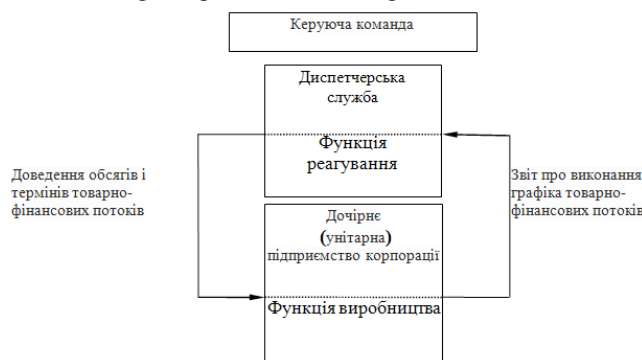 Керуюча команда
Диспетчерська
служба
Функція
реагування
Доведення обсягів і
термінів товарно-
фінансових потоків
Звіт про виконання
графіка товарно-
фінансових потоків
Дочірнє
(унітарна)
підприємство корпорації
Функція виробництва